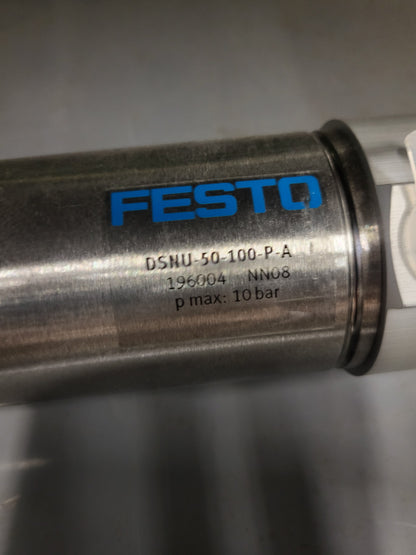 FESTO
DSNU-50-100-P-A
196004 NN08
p max: 10 bar